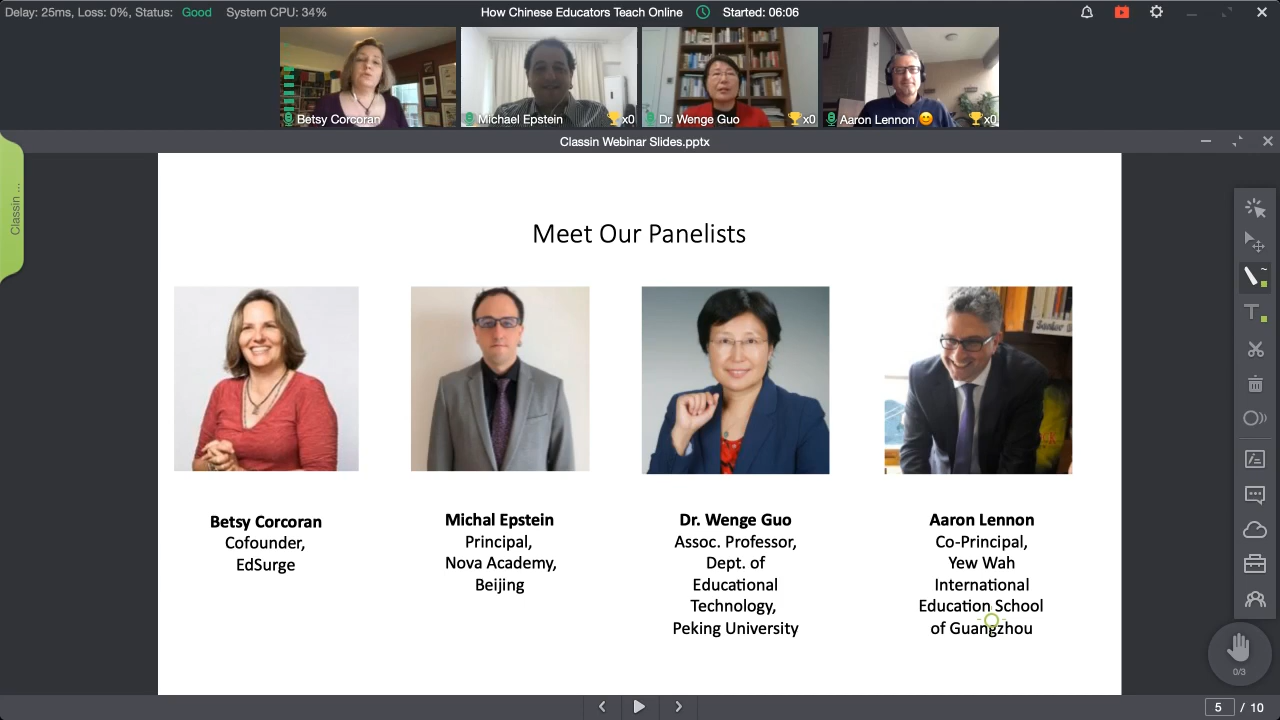 Delay: 25ms, Loss: 0%, Status: Good System CPU: 34%
How Chinese Educators Teach Online
Started: 06:06
Betsy Corcoran
Michael Epstein
x0
Dr. Wenge Guo
x0
Aaron Lennon 😊
x0
Classin Webinar Slides.pptx
Classin ...
Meet Our Panelists
Betsy Corcoran
Cofounder,
EdSurge
Michal Epstein
Principal,
Nova Academy,
Beijing
Dr. Wenge Guo
Assoc. Professor,
Dept. of
Educational
Technology,
Peking University
Aaron Lennon
Co-Principal,
Yew Wah
International
Education School
of Guangzhou
0/3
5 / 10